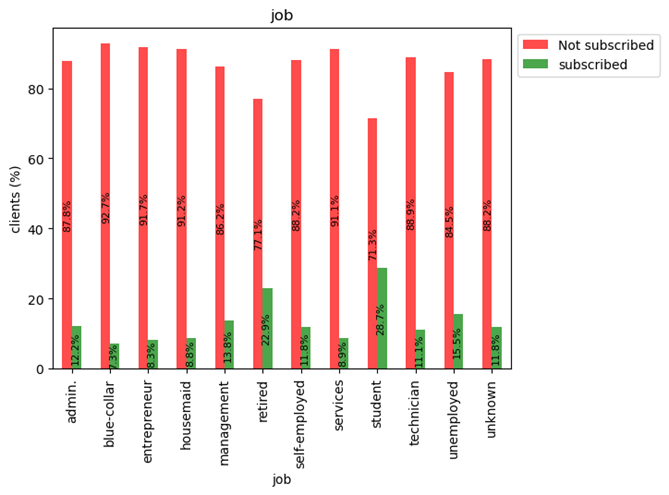 job
Not subscribed
subscribed
clients (%)
80
60
40
20
0
87.8%
92.7%
91.7%
91.2%
86.2%
77.1%
88.2%
91.1%
71.3%
88.9%
84.5%
88.2%
12.2%
7.3%
8.3%
8.8%
13.8%
22.9%
11.8%
8.9%
28.7%
11.1%
15.5%
11.8%
admin.
blue-collar
entrepreneur
housemaid
management
retired
self-employed
services
student
technician
unemployed
unknown
job